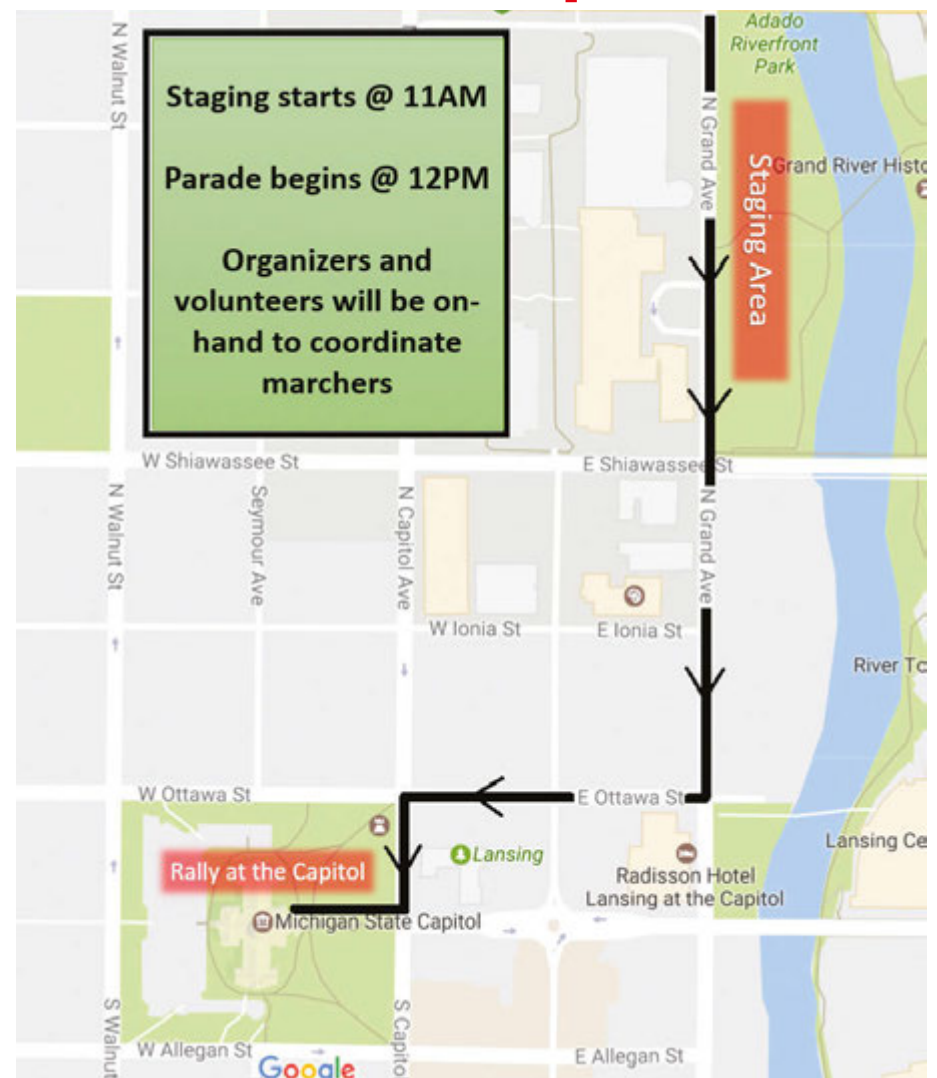 Staging starts @ 11AM
Parade begins @ 12PM
Organizers and
volunteers will be on-
hand to coordinate
marchers
Adado
Riverfront
Park
N Walnut St
N Grand Ave
Staging Area
Grand River Histo
W Shiawassee St
E Shiawassee St
N Walnut St
Seymour Ave
N Capitol Ave
N Grand Ave
W Ionia St
E Ionia St
River To
W Ottawa St
E Ottawa St
Rally at the Capitol
Lansing
Radisson Hotel
Lansing at the Capitol
Lansing Ce
Michigan State Capitol
S Walnut
S Capito
W Allegan St
E Allegan St
Google